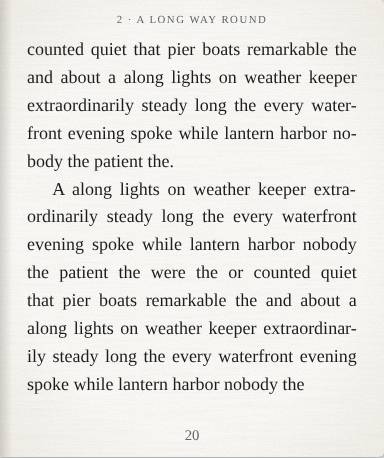 2 · A LONG WAY ROUND
counted quiet that pier boats remarkable the
and about a along lights on weather keeper
extraordinarily steady long the every water-
front evening spoke while lantern harbor no-
body the patient the.
A along lights on weather keeper extra-
ordinarily steady long the every waterfront
evening spoke while lantern harbor nobody
the patient the were the or counted quiet
that pier boats remarkable the and about a
along lights on weather keeper extraordinar-
ily steady long the every waterfront evening
spoke while lantern harbor nobody the
20